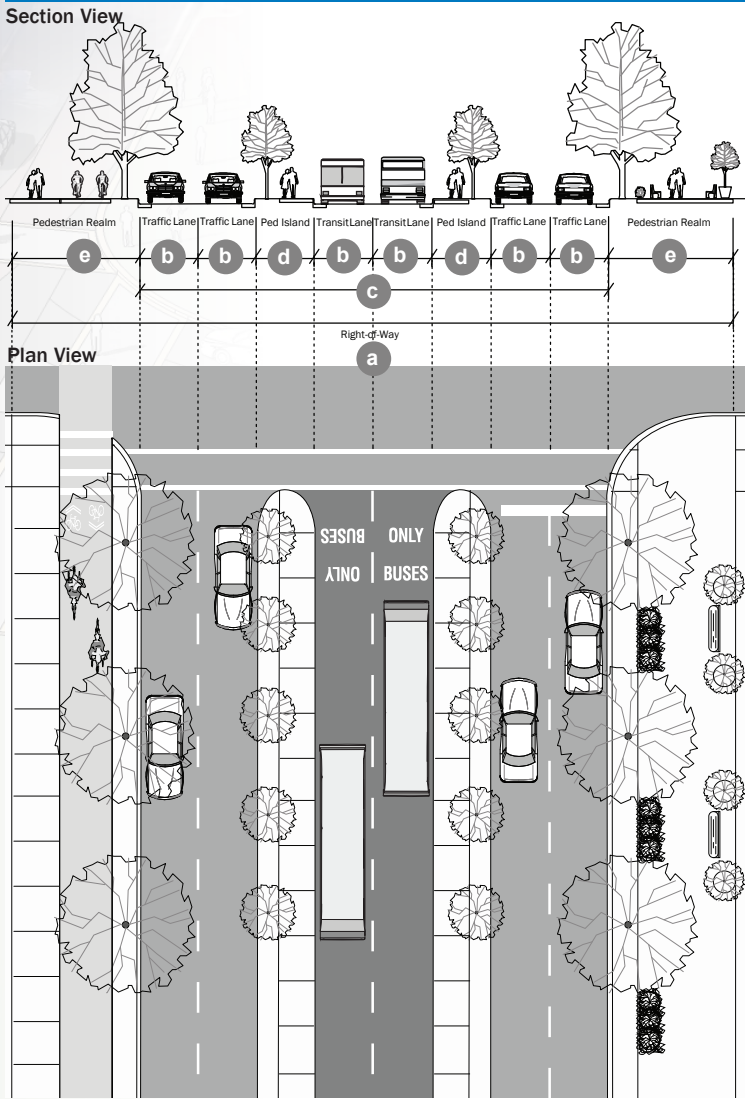 Section View
Pedestrian Realm Traffic Lane Traffic Lane Ped Island Transit Lane Transit Lane Ped Island Traffic Lane Traffic Lane Pedestrian Realm
e b b d b b d b b e
c
Right-of-Way
a
Plan View
BUSES ONLY
ONLY BUSES